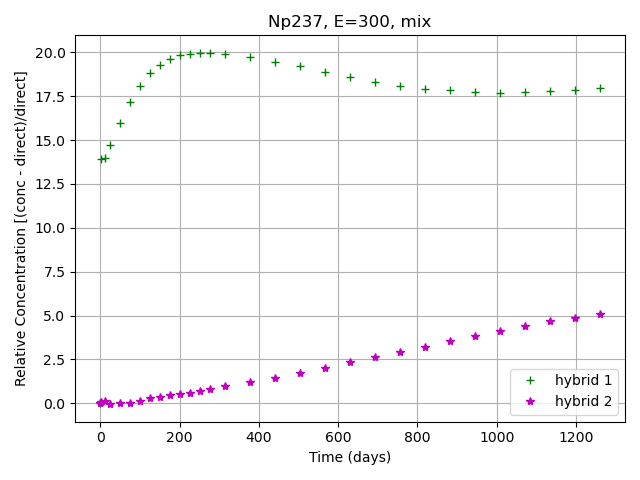 Np237, E=300, mix
Relative Concentration [(conc - direct)/direct]
20.0
17.5
15.0
12.5
10.0
7.5
5.0
2.5
0.0
hybrid 1
hybrid 2
0 200 400 600 800 1000 1200
Time (days)